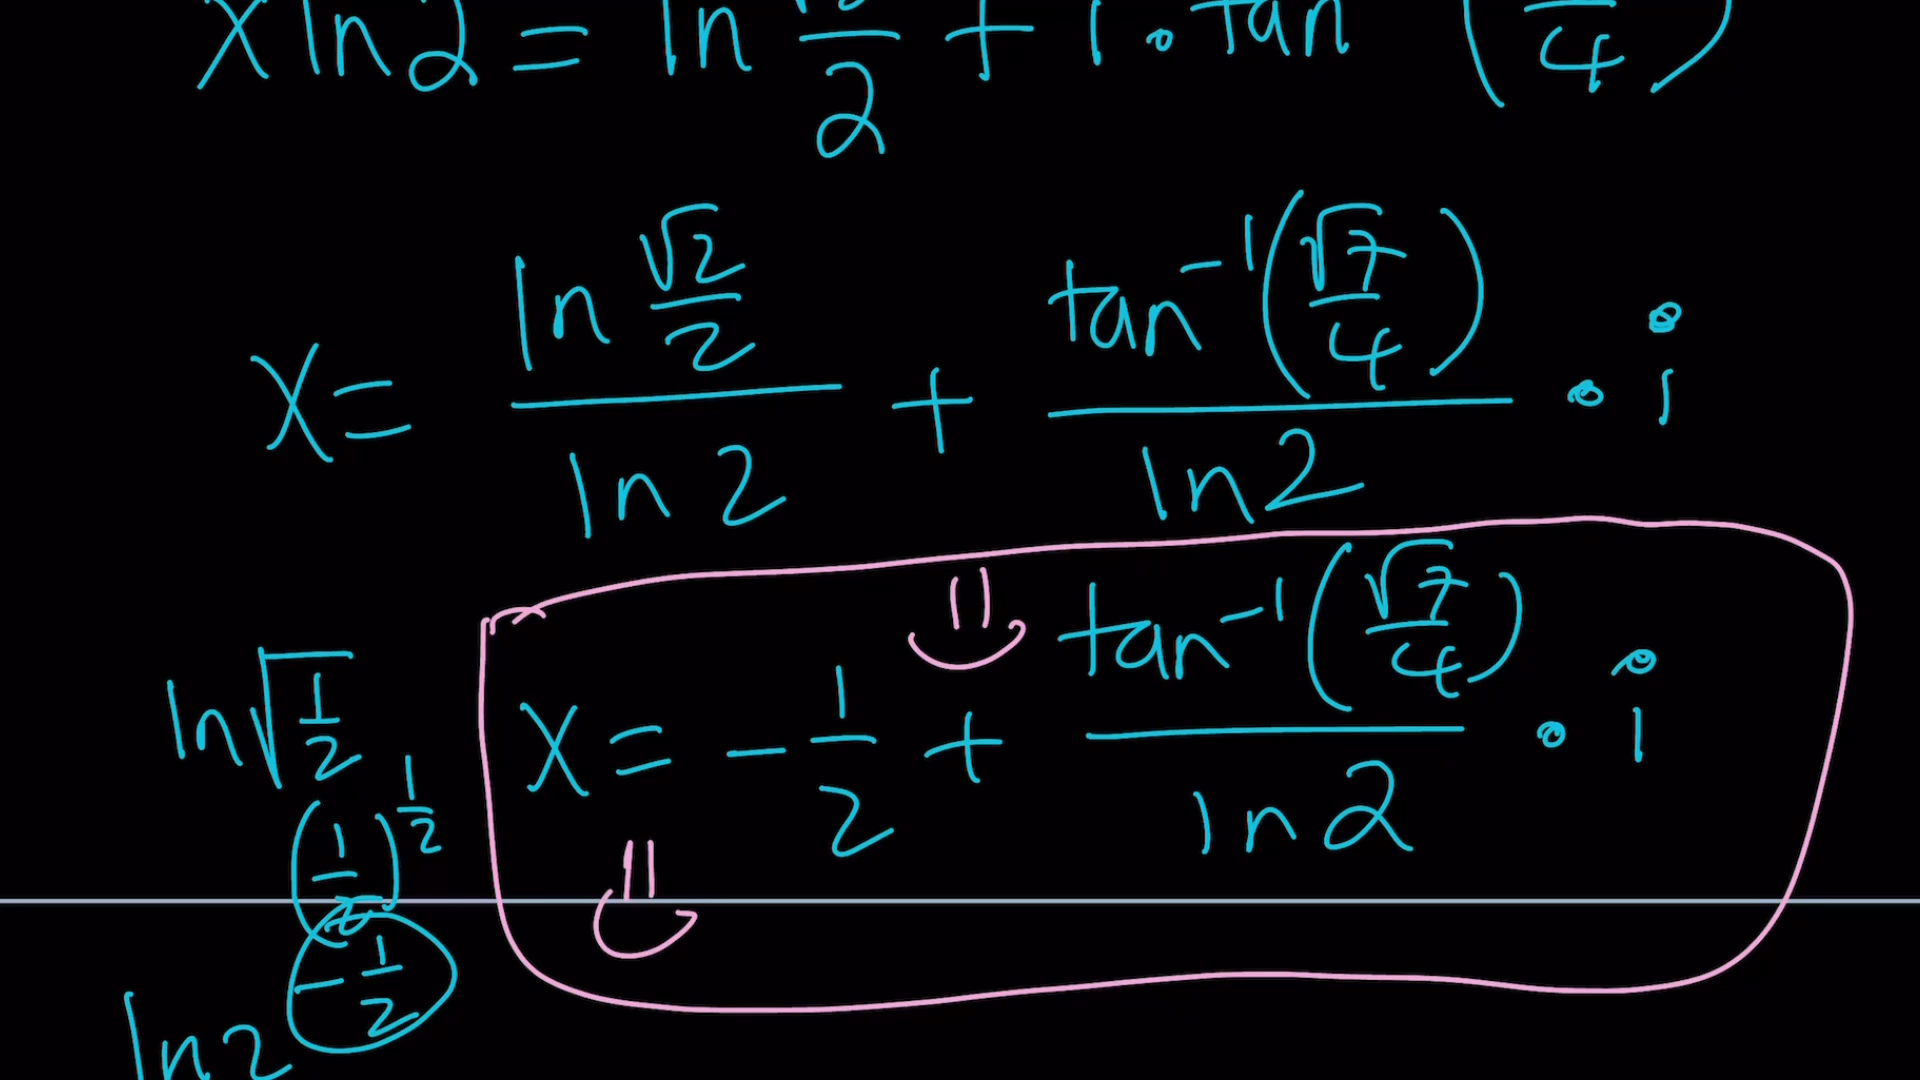 x ln 2 = ln √2/2 + i • tan (√7/4)
x = (ln √2/2)/(ln 2) + (tan⁻¹(√7/4))/(ln 2) • i
x = - 1/2 + (tan⁻¹(√7/4))/(ln 2) • i
ln √(1/2)
(1/2)^(1/2)
ln 2^(-1/2)